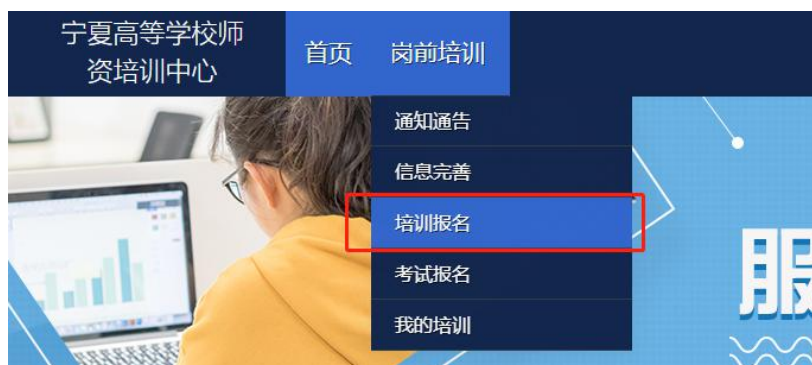 宁夏高等学校师
资培训中心
首页
岗前培训
通知通告
信息完善
培训报名
考试报名
我的培训
服